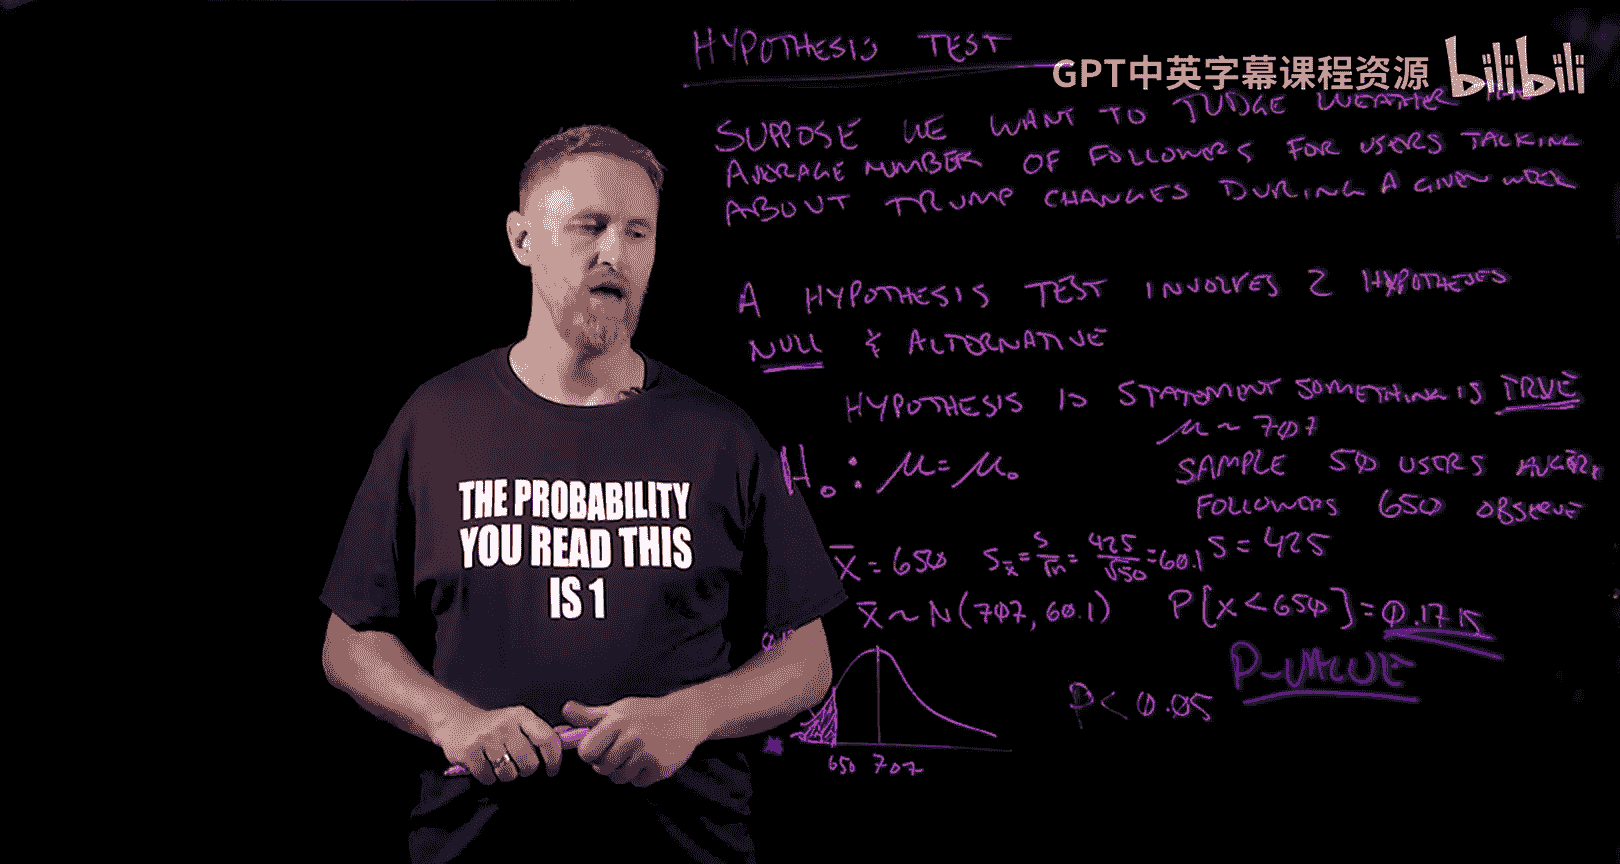 HYPOTHESIS TEST
GPT中英字幕课程资源 bilibili
SUPPOSE WE WANT TO JUDGE WEATHER THE
AVERAGE NUMBER OF FOLLOWERS FOR USERS TALKING
ABOUT TRUMP CHANGES DURING A GIVEN WEEK
A HYPOTHESIS TEST INVOLVES 2 HYPOTHESES
NULL & ALTERNATIVE
HYPOTHESIS IS STATEMENT SOMETHING IS TRUE
μ ~ 707
H₀ : μ = μ₀
SAMPLE 50 USERS
FOLLOWERS 650 OBSERVE
x̄ = 650 Sx̄ = s/√n = 425/√50 = 60.1 S = 425
x̄ ~ N(707, 60.1) P[X<650] = 0.1715
P-VALUE
P < 0.05
650 707
THE PROBABILITY
YOU READ THIS
IS 1